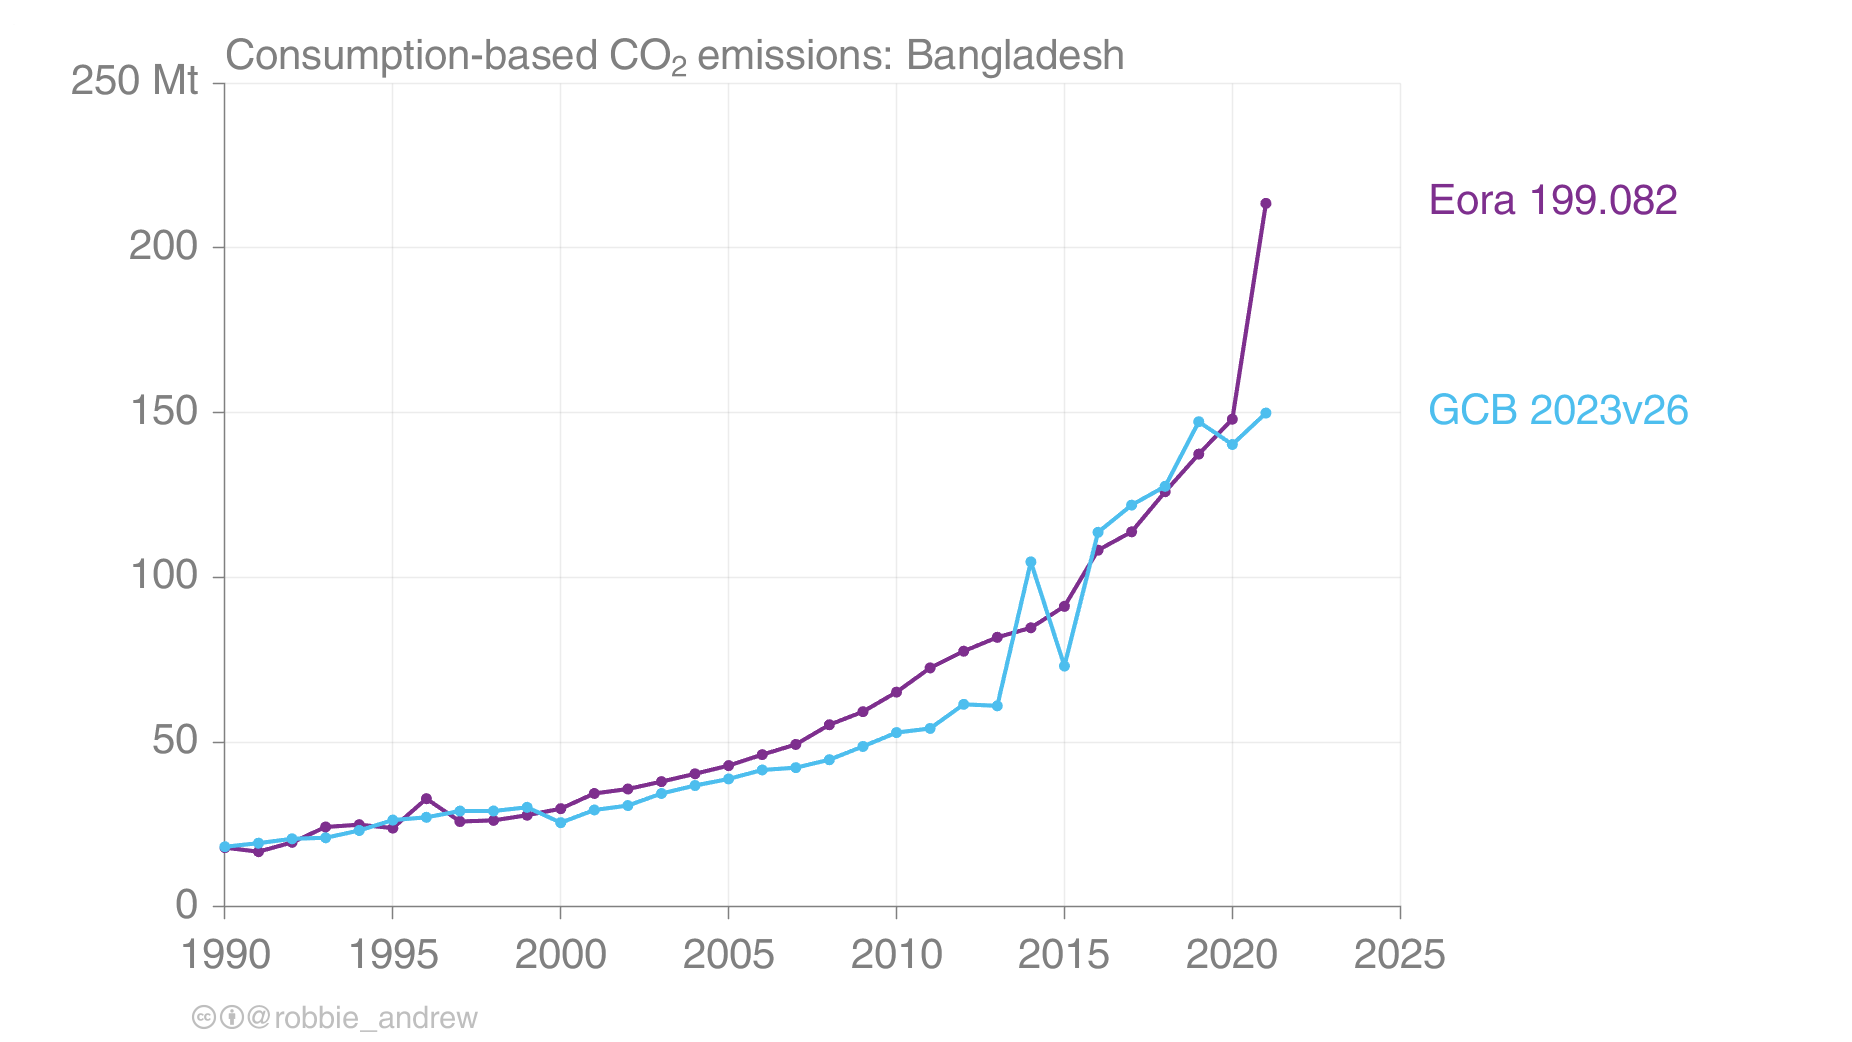 Consumption-based CO₂ emissions: Bangladesh
250 Mt
200
150
100
50
0
1990 1995 2000 2005 2010 2015 2020 2025
Eora 199.082
GCB 2023v26
@robbie_andrew